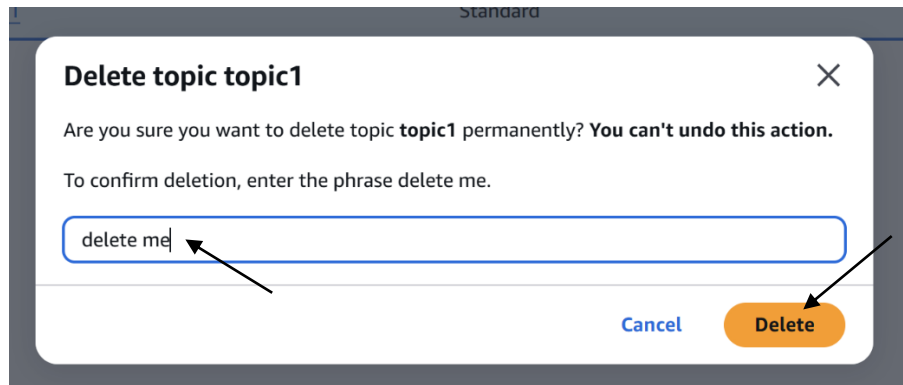 Standard
Delete topic topic1
Are you sure you want to delete topic topic1 permanently? You can't undo this action.
To confirm deletion, enter the phrase delete me.
delete me
Cancel Delete